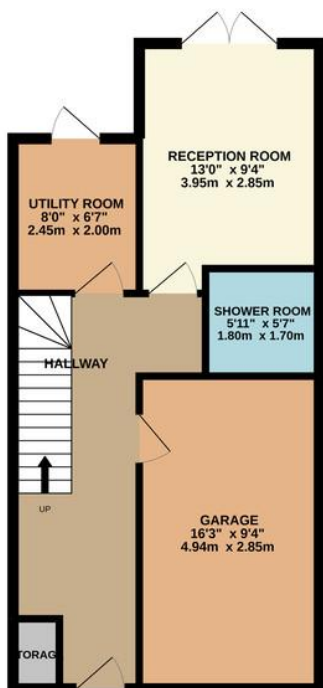 RECEPTION ROOM
13'0" x 9'4"
3.95m x 2.85m
UTILITY ROOM
8'0" x 6'7"
2.45m x 2.00m
SHOWER ROOM
5'11" x 5'7"
1.80m x 1.70m
HALLWAY
UP
GARAGE
16'3" x 9'4"
4.94m x 2.85m
TORAG